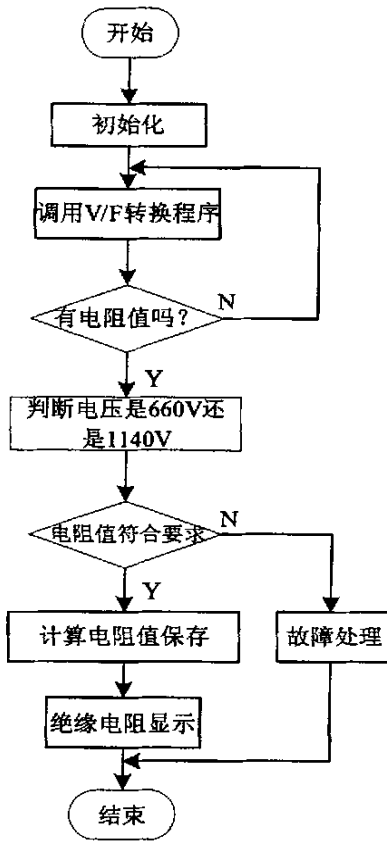 开始
初始化
调用V/F转换程序
有电阻值吗?
N
Y
判断电压是660V还
是1140V
电阻值符合要求
N
Y
计算电阻值保存
故障处理
绝缘电阻显示
结束